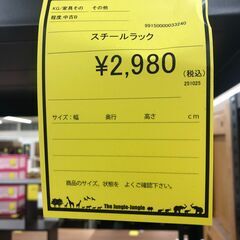 KG/家具その　その他
程度:中古B
99150000033240
スチールラック
¥2,980
(税込)
251025
サイズ:幅　奥行　高さ　cm
商品のサイズ、状態を　よくご確認下さい。
The Jungle-Jungle